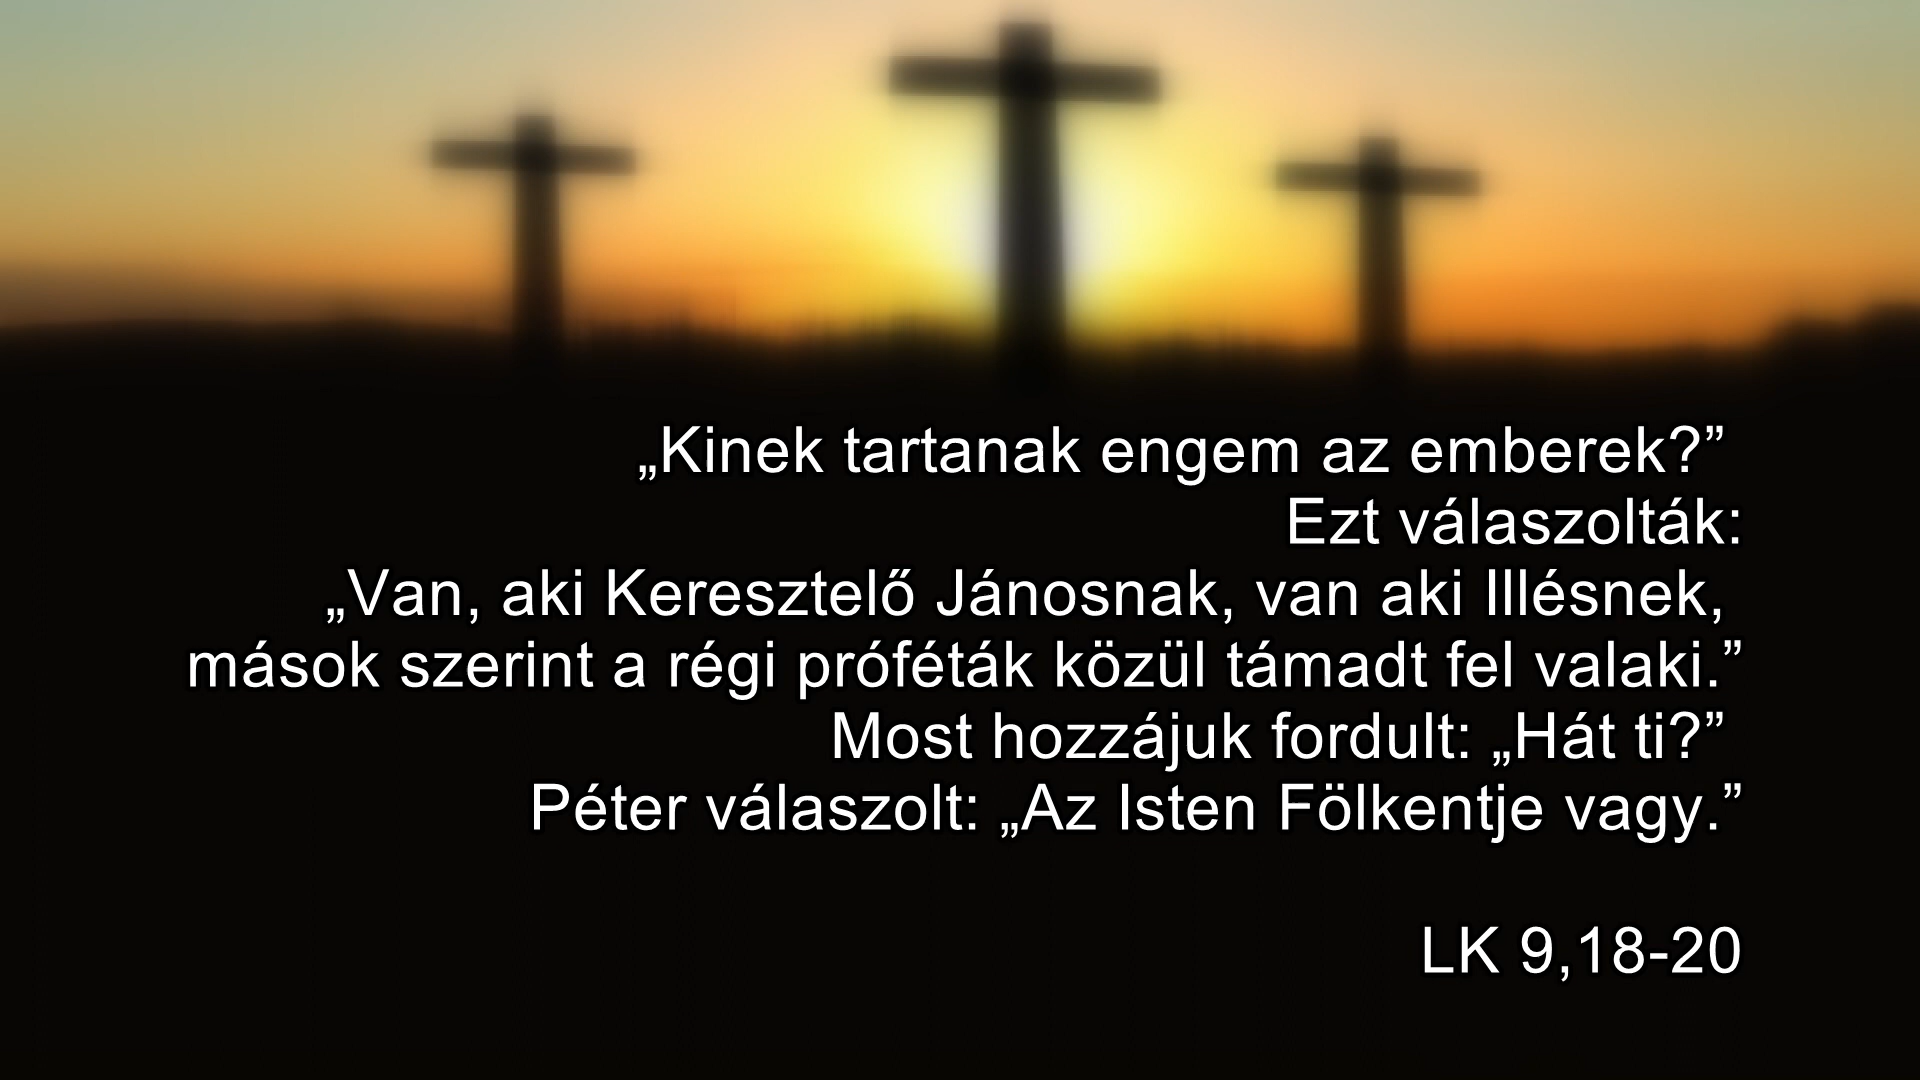 „Kinek tartanak engem az emberek?”
Ezt válaszolták:
„Van, aki Keresztelő Jánosnak, van aki Illésnek,
mások szerint a régi próféták közül támadt fel valaki.”
Most hozzájuk fordult: „Hát ti?”
Péter válaszolt: „Az Isten Fölkentje vagy.”
LK 9,18-20